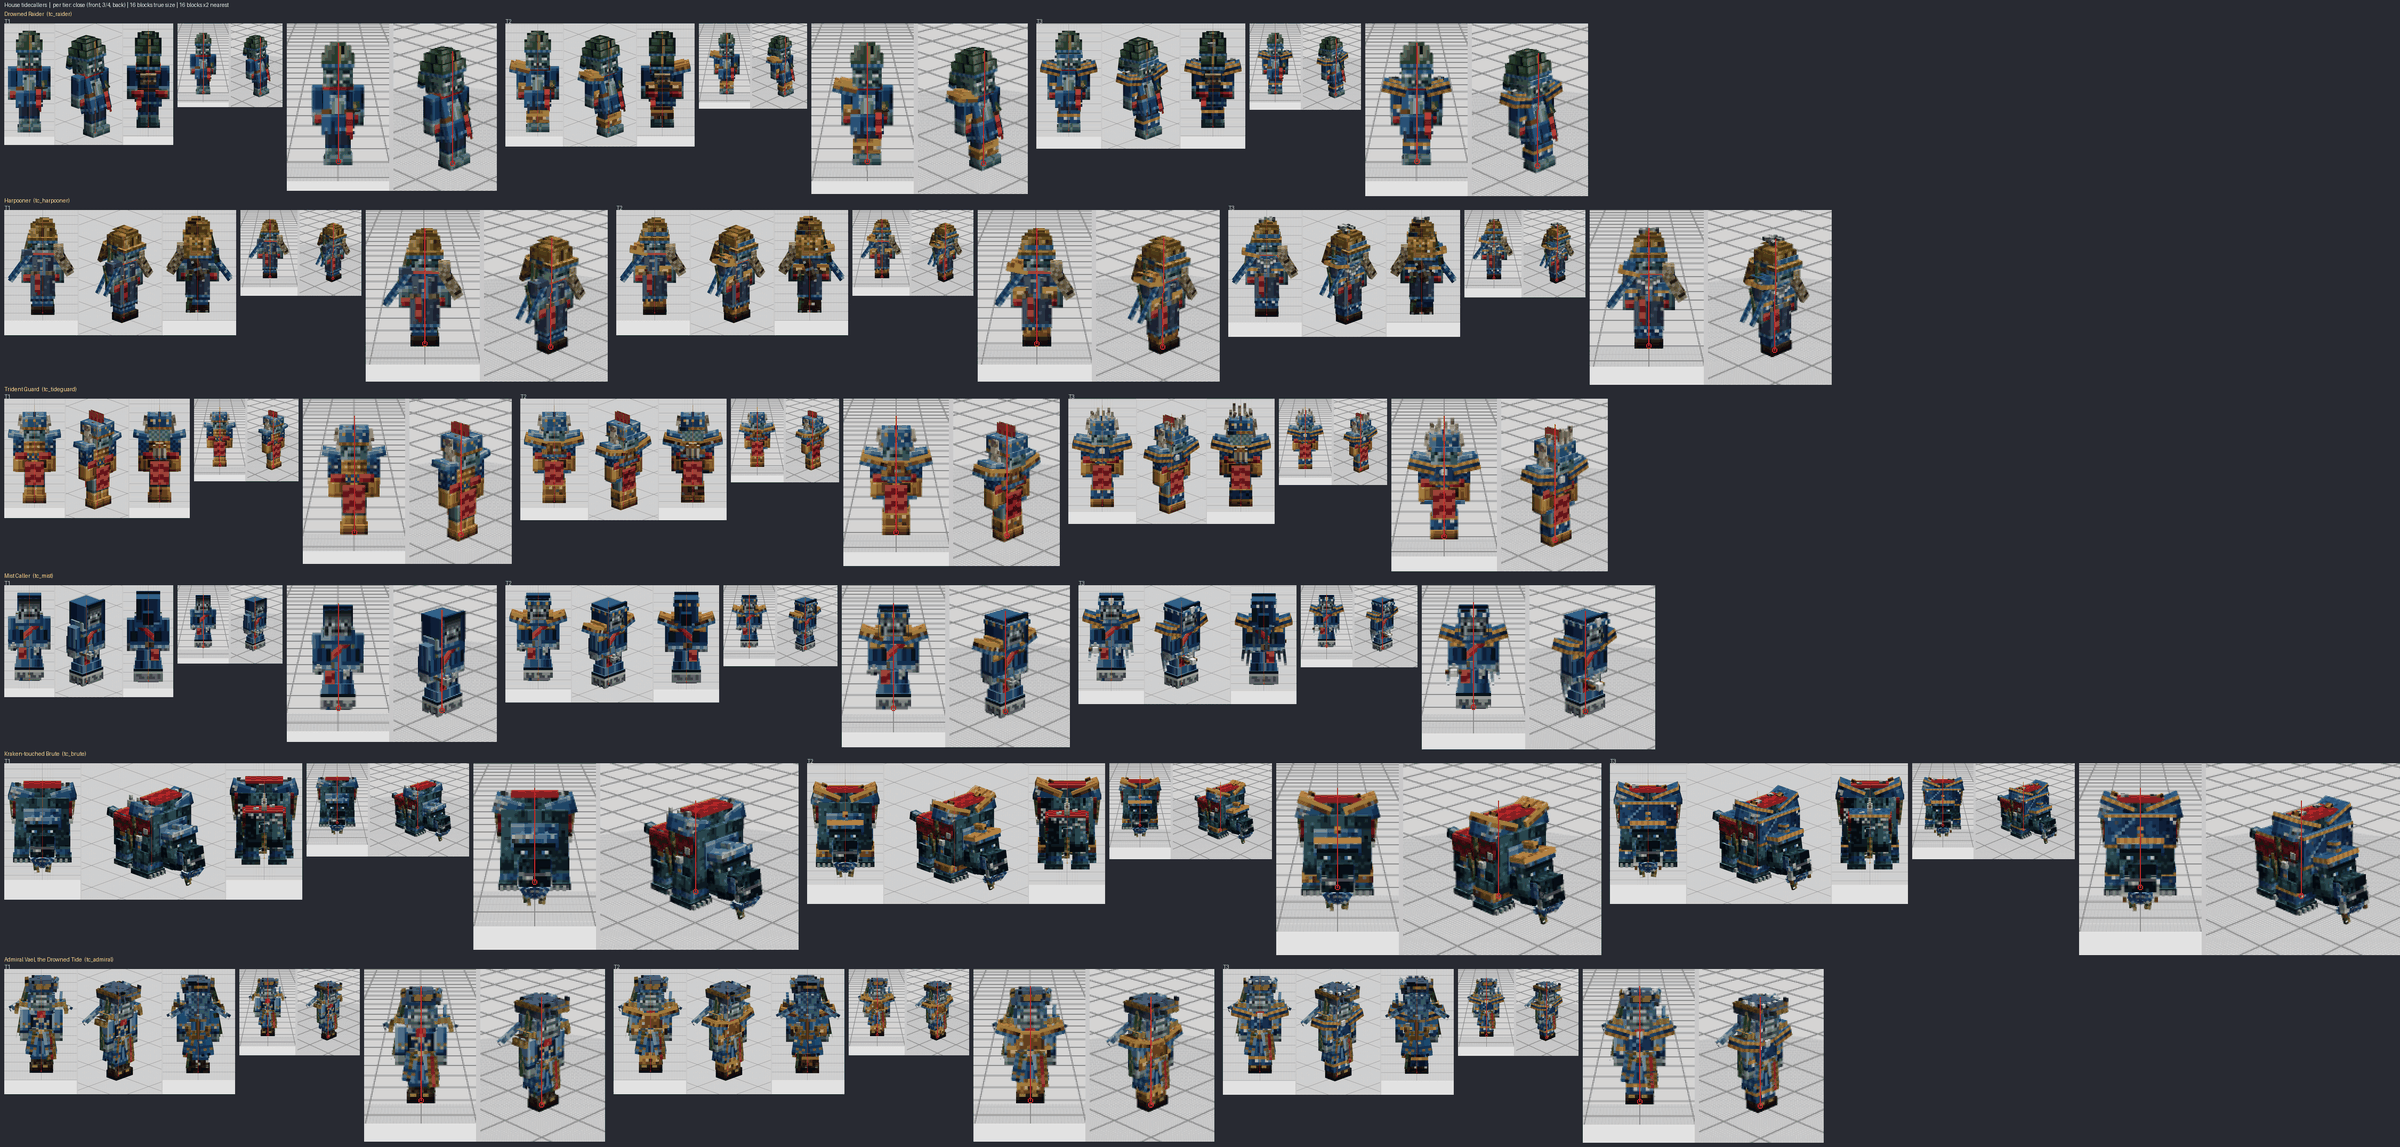 House tidecallers | per tier: close (front, 3/4, back) | 16 blocks true size | 16 blocks x2 nearest
Drowned Raider (tc_raider)
T1
T2
T3
Harpooner (tc_harpooner)
T1
T2
T3
Trident Guard (tc_tideguard)
T1
T2
T3
Mist Caller (tc_mist)
T1
T2
T3
Kraken-touched Brute (tc_brute)
T1
T2
T3
Admiral Vael, the Drowned Tide (tc_admiral)
T1
T2
T3